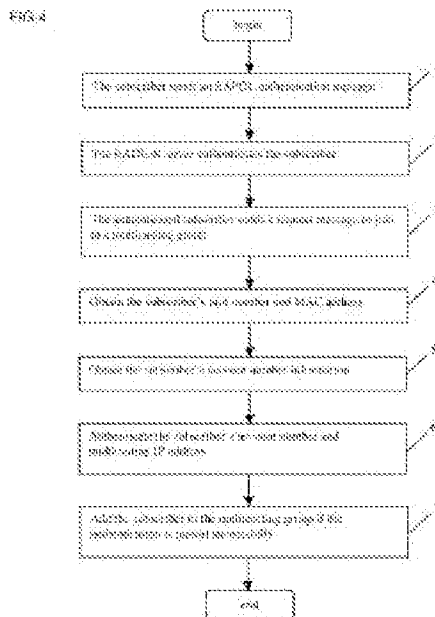 FIG.4
begin
The subscriber sends an EAPOL authentication message
The RADIUS server authenticates the subscriber
The authenticated subscriber sends a request message to join
to a multicasting group
Obtain the subscriber's port number and MAC address
Obtain the subscriber's account number information
Authenticate the subscriber's account number and
multicasting IP address
Add the subscriber to the multicasting group if the
authentication is passed successfully
end